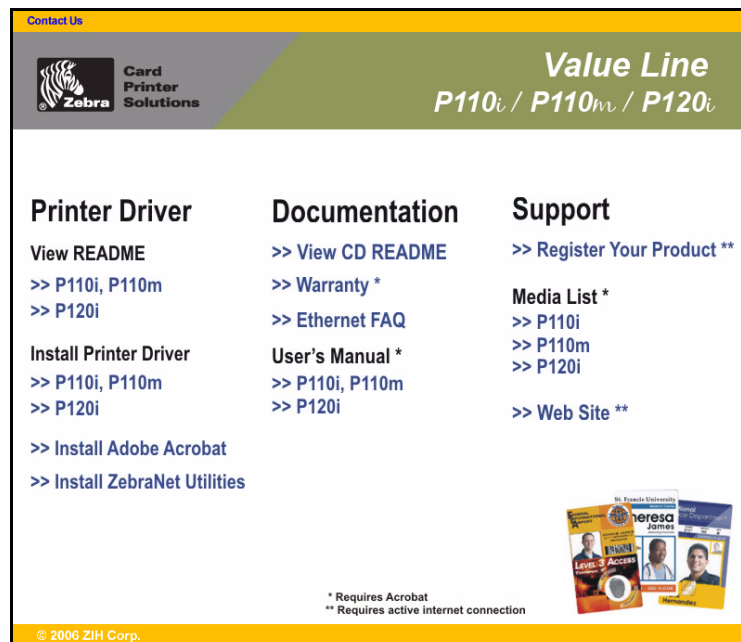 Contact Us
Zebra
Card
Printer
Solutions
Value Line
P110i / P110m / P120i
Printer Driver
View README
>> P110i, P110m
>> P120i
Install Printer Driver
>> P110i, P110m
>> P120i
>> Install Adobe Acrobat
>> Install ZebraNet Utilities
Documentation
>> View CD README
>> Warranty *
>> Ethernet FAQ
User's Manual *
>> P110i, P110m
>> P120i
Support
>> Register Your Product **
Media List *
>> P110i
>> P110m
>> P120i
>> Web Site **
St. Francis University
heresa
James
Level 3 Access
Hernandez
* Requires Acrobat
** Requires active internet connection
© 2006 ZIH Corp.